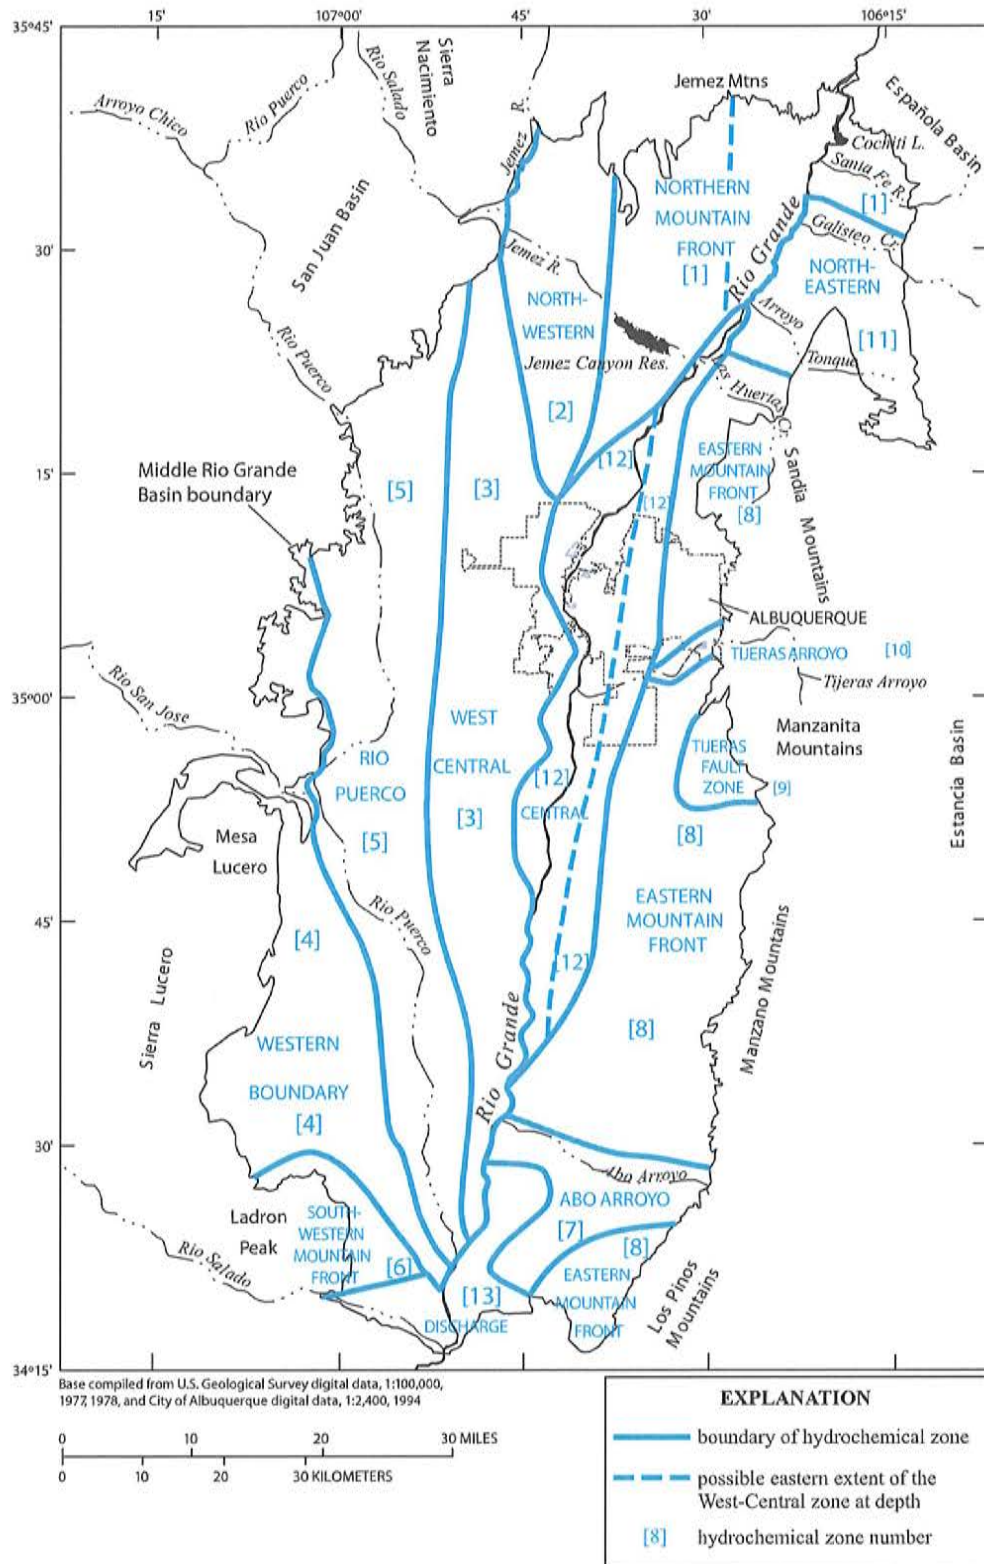 35º45'
15'
107º00'
45'
30'
106º15'
Rio Salado
Sierra
Nacimiento
Jemez R.
Jemez Mtns
Española Basin
Arroyo Chico
Rio Puerco
Cochiti L.
Santa Fe R.
[1]
NORTHERN
MOUNTAIN
FRONT
[1]
Galisteo Cr.
San Juan Basin
30'
Jemez R.
Rio Grande
NORTH-
EASTERN
[11]
NORTH-
WESTERN
Jemez Canyon Res.
[2]
Arroyo
Tonque
Las Huertas Cr.
Rio Puerco
15'
Middle Rio Grande
Basin boundary
[5]
[3]
[12]
[12]
EASTERN
MOUNTAIN
FRONT
[8]
Sandia Mountains
ALBUQUERQUE
TIJERAS ARROYO
[10]
Tijeras Arroyo
35º00'
Rio San Jose
WEST
CENTRAL
[3]
RIO
PUERCO
[5]
[12]
CENTRAL
TIJERAS
FAULT
ZONE
[9]
Manzanita
Mountains
Estancia Basin
Mesa
Lucero
[8]
Rio Puerco
EASTERN
MOUNTAIN
FRONT
45'
[4]
[12]
[8]
Sierra Lucero
Manzano Mountains
WESTERN
BOUNDARY
[4]
Rio Grande
30'
Abo Arroyo
ABO ARROYO
[7]
Ladron
Peak
SOUTH-
WESTERN
MOUNTAIN
FRONT
[6]
[8]
EASTERN
MOUNTAIN
FRONT
Los Pinos
Mountains
Rio Salado
[13]
DISCHARGE
34º15'
Base compiled from U.S. Geological Survey digital data, 1:100,000,
1977, 1978, and City of Albuquerque digital data, 1:2,400, 1994
0 10 20 30 MILES
0 10 20 30 KILOMETERS
EXPLANATION
boundary of hydrochemical zone
possible eastern extent of the
West-Central zone at depth
[8] hydrochemical zone number